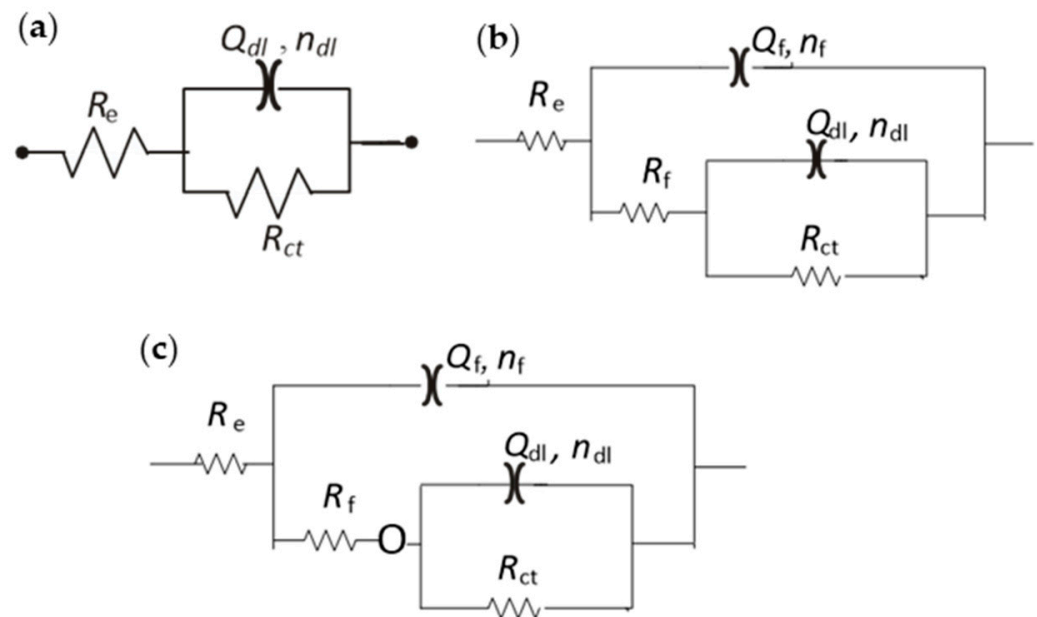 (a)
Qdl , ndl
Re
Rct
(b)
Qf, nf
Re
Qdl, ndl
Rf
Rct
(c)
Qf, nf
Re
Qdl, ndl
Rf
O
Rct